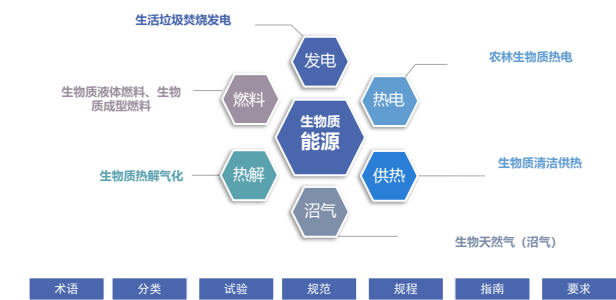 生活垃圾焚烧发电
发电
农林生物质热电
生物质液体燃料、生物
质成型燃料
燃料
热电
生物质
能源
生物质热解气化
热解
供热
生物质清洁供热
沼气
生物天然气（沼气）
术语
分类
试验
规范
规程
指南
要求